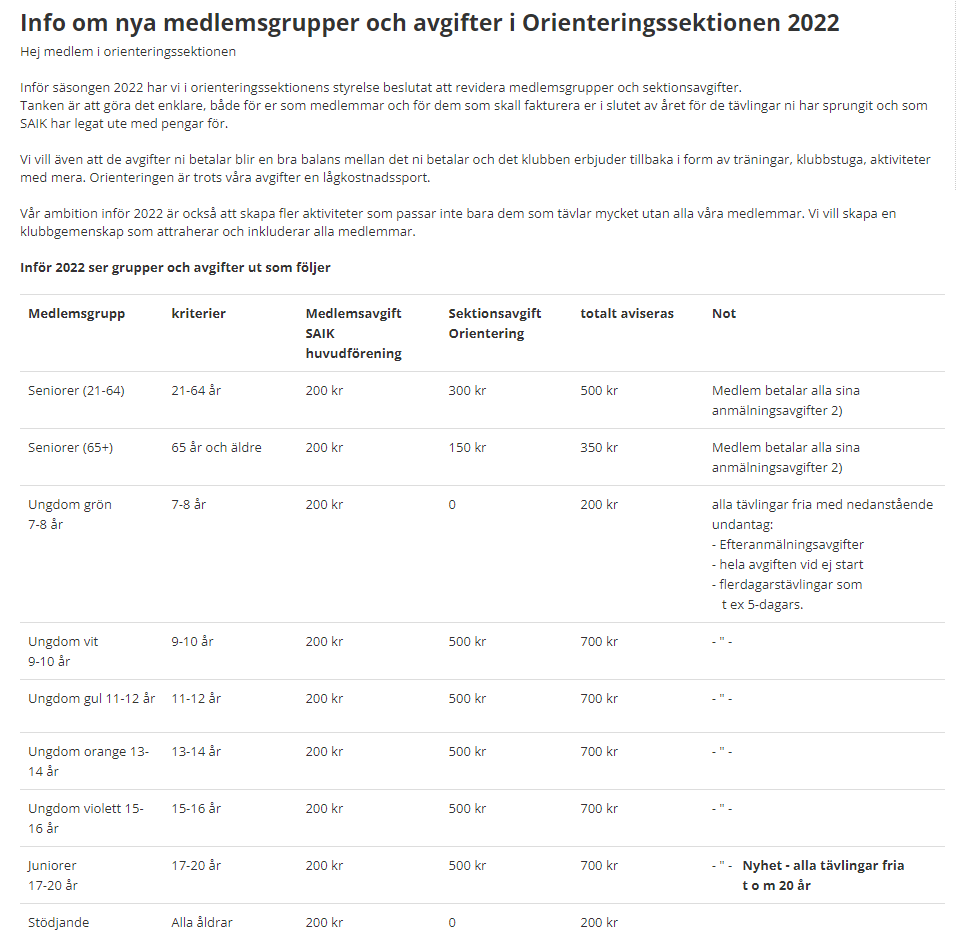 Info om nya medlemsgrupper och avgifter i Orienteringssektionen 2022
Hej medlem i orienteringssektionen
Inför säsongen 2022 har vi i orienteringssektionens styrelse beslutat att revidera medlemsgrupper och sektionsavgifter.
Tanken är att göra det enklare, både för er som medlemmar och för dem som skall fakturera er i slutet av året för de tävlingar ni har sprungit och som
SAIK har legat ute med pengar för.
Vi vill även att de avgifter ni betalar blir en bra balans mellan det ni betalar och det klubben erbjuder tillbaka i form av träningar, klubbstuga, aktiviteter
med mera. Orienteringen är trots våra avgifter en lågkostnadssport.
Vår ambition inför 2022 är också att skapa fler aktiviteter som passar inte bara dem som tävlar mycket utan alla våra medlemmar. Vi vill skapa en
klubbgemenskap som attraherar och inkluderar alla medlemmar.
Inför 2022 ser grupper och avgifter ut som följer
Medlemsgrupp kriterier Medlemsavgift Sektionsavgift totalt aviseras Not
SAIK Orientering
huvudförening
Seniorer (21-64) 21-64 år 200 kr 300 kr 500 kr Medlem betalar alla sina
anmälningsavgifter 2)
Seniorer (65+) 65 år och äldre 200 kr 150 kr 350 kr Medlem betalar alla sina
anmälningsavgifter 2)
Ungdom grön 7-8 år 200 kr 0 200 kr alla tävlingar fria med nedanstående
7-8 år undantag:
- Efteranmälningsavgifter
- hela avgiften vid ej start
- flerdagarstävlingar som
t ex 5-dagars.
Ungdom vit 9-10 år 200 kr 500 kr 700 kr - " -
9-10 år
Ungdom gul 11-12 år 11-12 år 200 kr 500 kr 700 kr - " -
Ungdom orange 13- 13-14 år 200 kr 500 kr 700 kr - " -
14 år
Ungdom violett 15- 15-16 år 200 kr 500 kr 700 kr - " -
16 år
Juniorer 17-20 år 200 kr 500 kr 700 kr - " - Nyhet - alla tävlingar fria
17-20 år t o m 20 år
Stödjande Alla åldrar 200 kr 0 200 kr